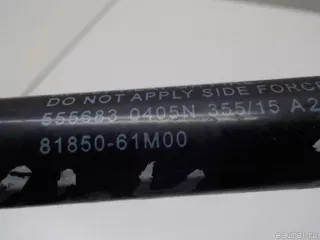 DO NOT APPLY SIDE FORCE
555683 0405N 355/15 A2
81850-61M00